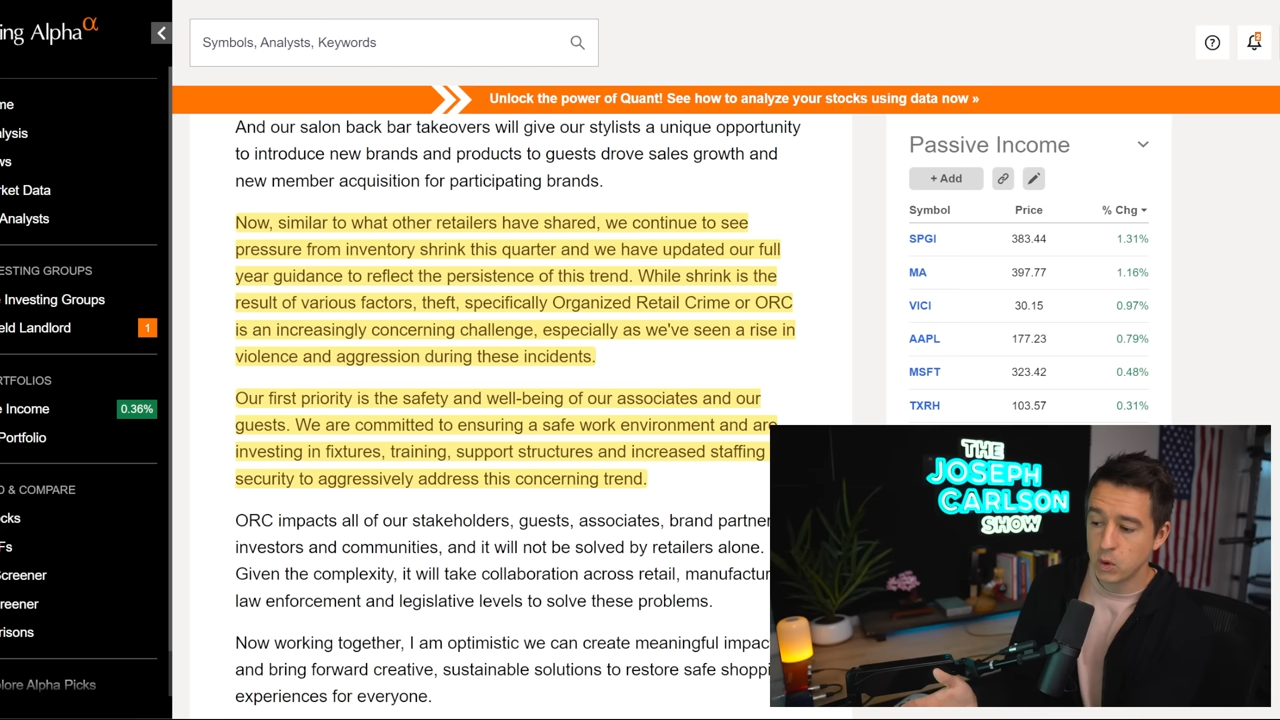 ing Alpha α
Symbols, Analysts, Keywords
Unlock the power of Quant! See how to analyze your stocks using data now »
me
alysis
ws
rket Data
Analysts
ESTING GROUPS
Investing Groups
eld Landlord 1
RTFOLIOS
e Income 0.36%
Portfolio
D & COMPARE
cks
Fs
Screener
creener
risons
lore Alpha Picks
And our salon back bar takeovers will give our stylists a unique opportunity
to introduce new brands and products to guests drove sales growth and
new member acquisition for participating brands.
Now, similar to what other retailers have shared, we continue to see
pressure from inventory shrink this quarter and we have updated our full
year guidance to reflect the persistence of this trend. While shrink is the
result of various factors, theft, specifically Organized Retail Crime or ORC
is an increasingly concerning challenge, especially as we've seen a rise in
violence and aggression during these incidents.
Our first priority is the safety and well-being of our associates and our
guests. We are committed to ensuring a safe work environment and are
investing in fixtures, training, support structures and increased staffing
security to aggressively address this concerning trend.
ORC impacts all of our stakeholders, guests, associates, brand partner
investors and communities, and it will not be solved by retailers alone.
Given the complexity, it will take collaboration across retail, manufactur
law enforcement and legislative levels to solve these problems.
Now working together, I am optimistic we can create meaningful impac
and bring forward creative, sustainable solutions to restore safe shoppi
experiences for everyone.
Passive Income
+ Add
Symbol Price % Chg
SPGI 383.44 1.31%
MA 397.77 1.16%
VICI 30.15 0.97%
AAPL 177.23 0.79%
MSFT 323.42 0.48%
TXRH 103.57 0.31%
THE
JOSEPH
CARLSON
SHOW